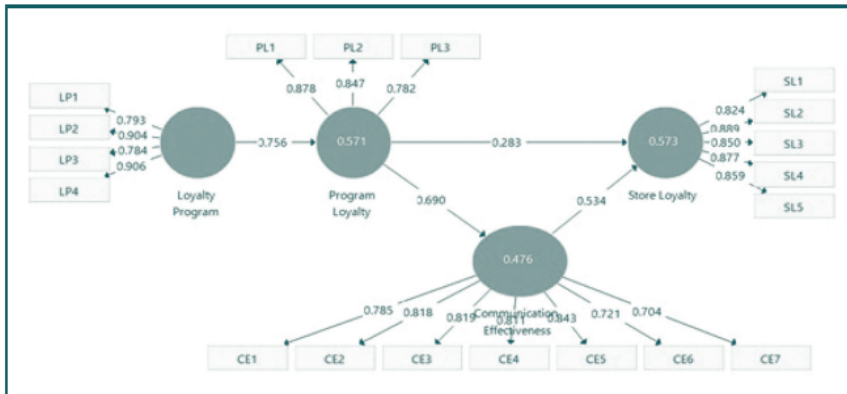 PL1 PL2 PL3
0.878 0.847 0.782
LP1
LP2
LP3
LP4
0.793
0.904
0.784
0.906
Loyalty
Program
0.756
0.571
Program
Loyalty
0.283
0.690
0.534
0.573
Store Loyalty
0.824
0.889
0.850
0.877
0.859
SL1
SL2
SL3
SL4
SL5
0.476
Communication
Effectiveness
0.785 0.818 0.819 0.811 0.843 0.721 0.704
CE1 CE2 CE3 CE4 CE5 CE6 CE7